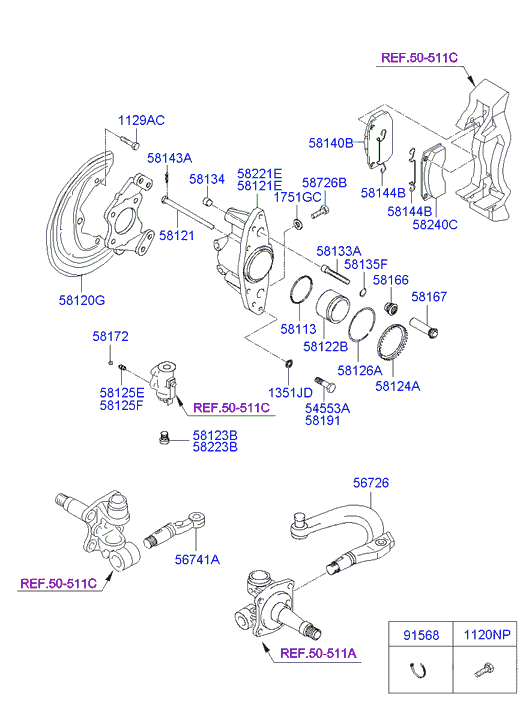 REF.50-511C
1129AC
58140B
58143A
58134
58221E
58121E
58726B
1751GC
58144B
58144B
58240C
58121
58133A
58135F
58166
58167
58120G
58113
58122B
58126A
58124A
58172
58125E
58125F
1351JD
REF.50-511C
54553A
58191
58123B
58223B
56726
56741A
REF.50-511C
REF.50-511A
91568
1120NP